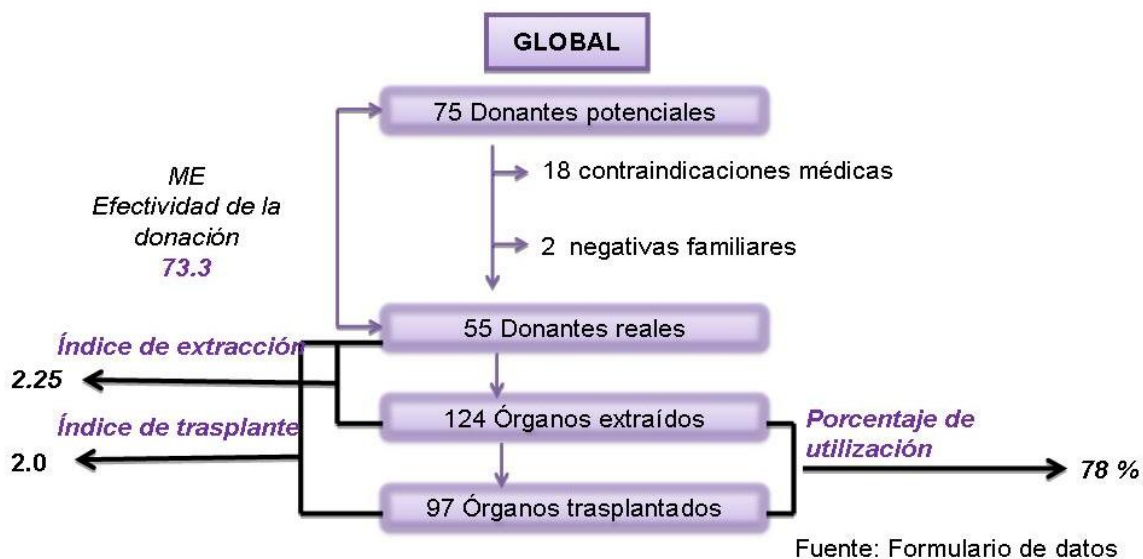 GLOBAL
75 Donantes potenciales
18 contraindicaciones médicas
ME
Efectividad de la
donación
73.3
2 negativas familiares
55 Donantes reales
Índice de extracción
2.25
124 Órganos extraídos
Índice de trasplante
2.0
Porcentaje de
utilización
78 %
97 Órganos trasplantados
Fuente: Formulario de datos